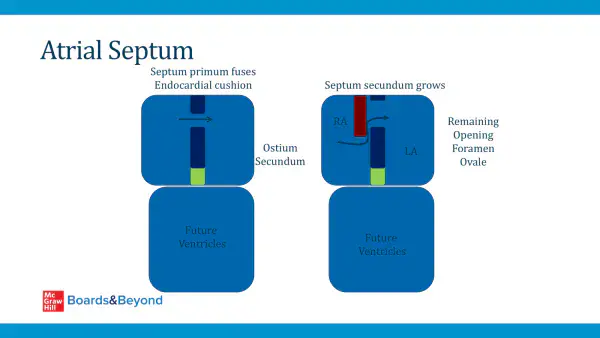 Atrial Septum
Septum primum fuses
Endocardial cushion
Septum secundum grows
RA
LA
Ostium
Secundum
Remaining
Opening
Foramen
Ovale
Future
Ventricles
Future
Ventricles
Mc
Graw
Hill
Boards&Beyond